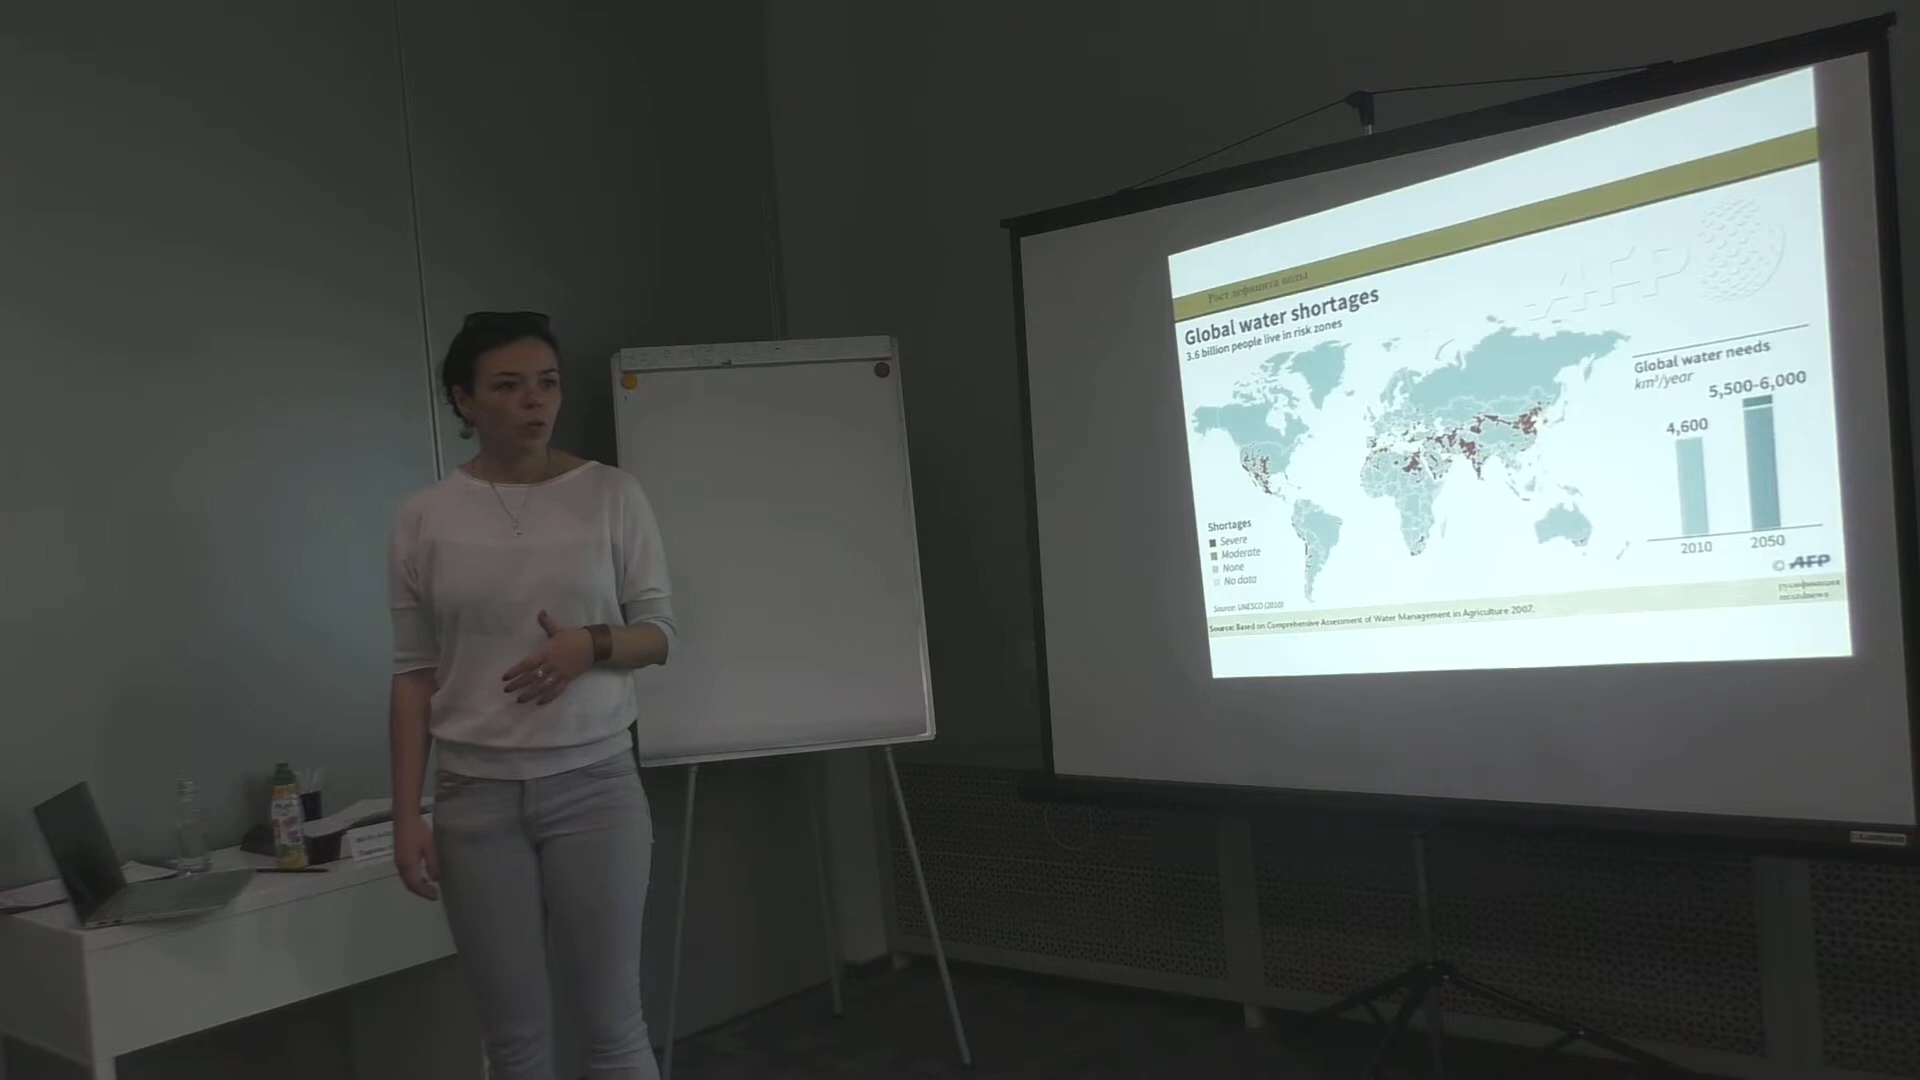 Рост дефицита воды
Global water shortages
3.6 billion people live in risk zones
AFP
Global water needs
km³/year
5,500-6,000
4,600
2010
2050
Shortages
Severe
Moderate
None
No data
© AFP
Source: UNESCO (2010)
Source: Based on Comprehensive Assessment of Water Management in Agriculture 2007.